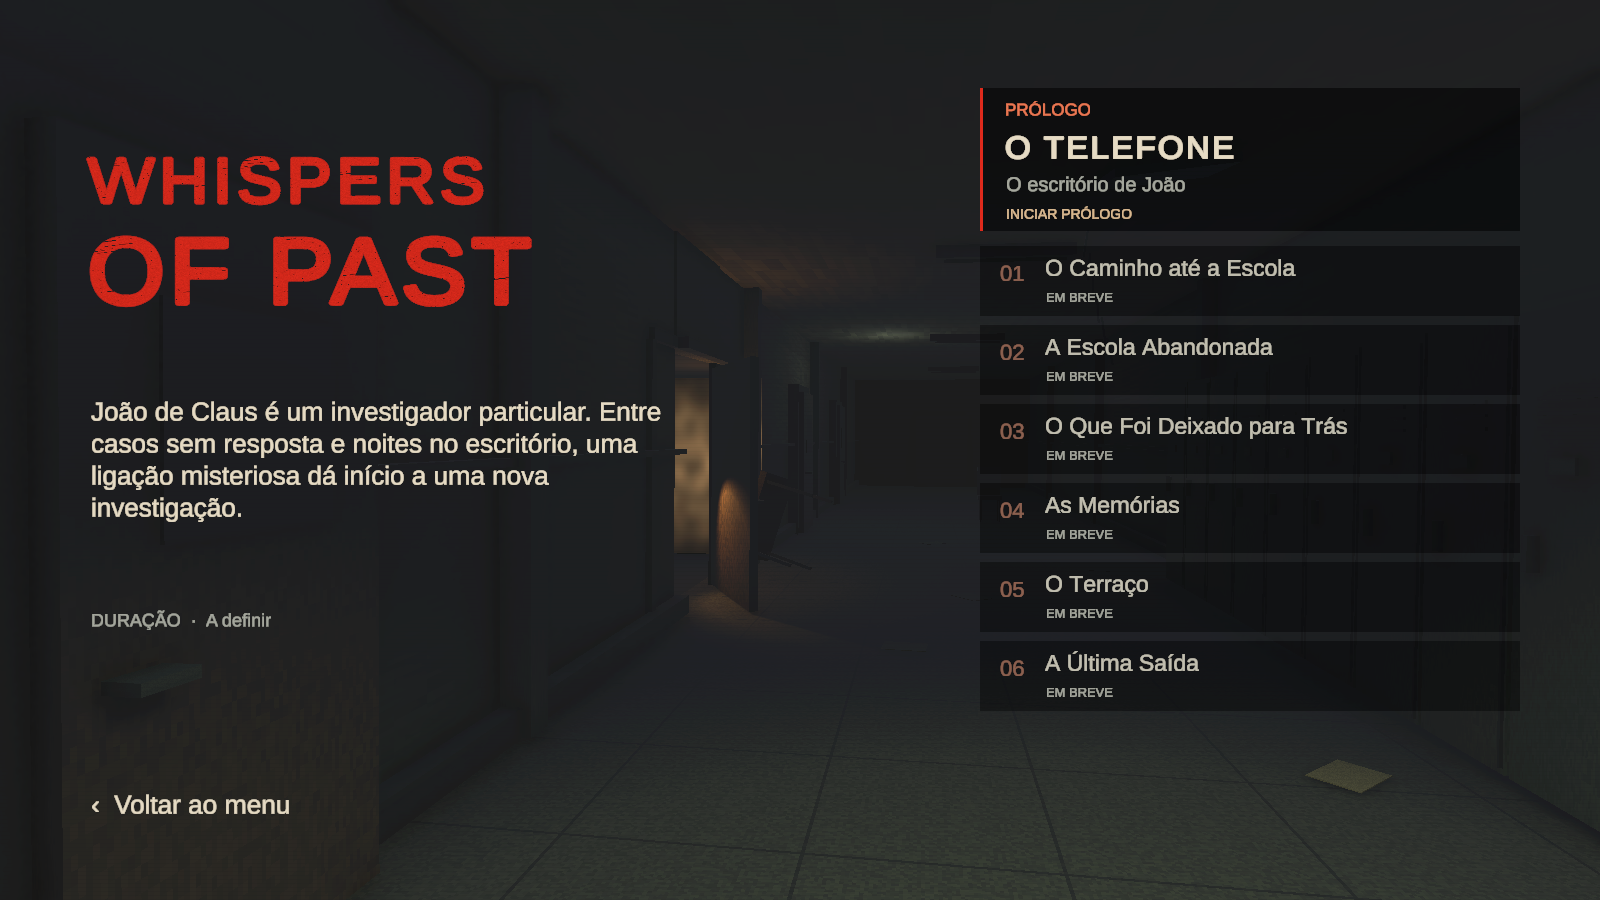 WHISPERS
OF PAST
João de Claus é um investigador particular. Entre
casos sem resposta e noites no escritório, uma
ligação misteriosa dá início a uma nova
investigação.
DURAÇÃO · A definir
‹ Voltar ao menu
PRÓLOGO
O TELEFONE
O escritório de João
INICIAR PRÓLOGO
01 O Caminho até a Escola
EM BREVE
02 A Escola Abandonada
EM BREVE
03 O Que Foi Deixado para Trás
EM BREVE
04 As Memórias
EM BREVE
05 O Terraço
EM BREVE
06 A Última Saída
EM BREVE